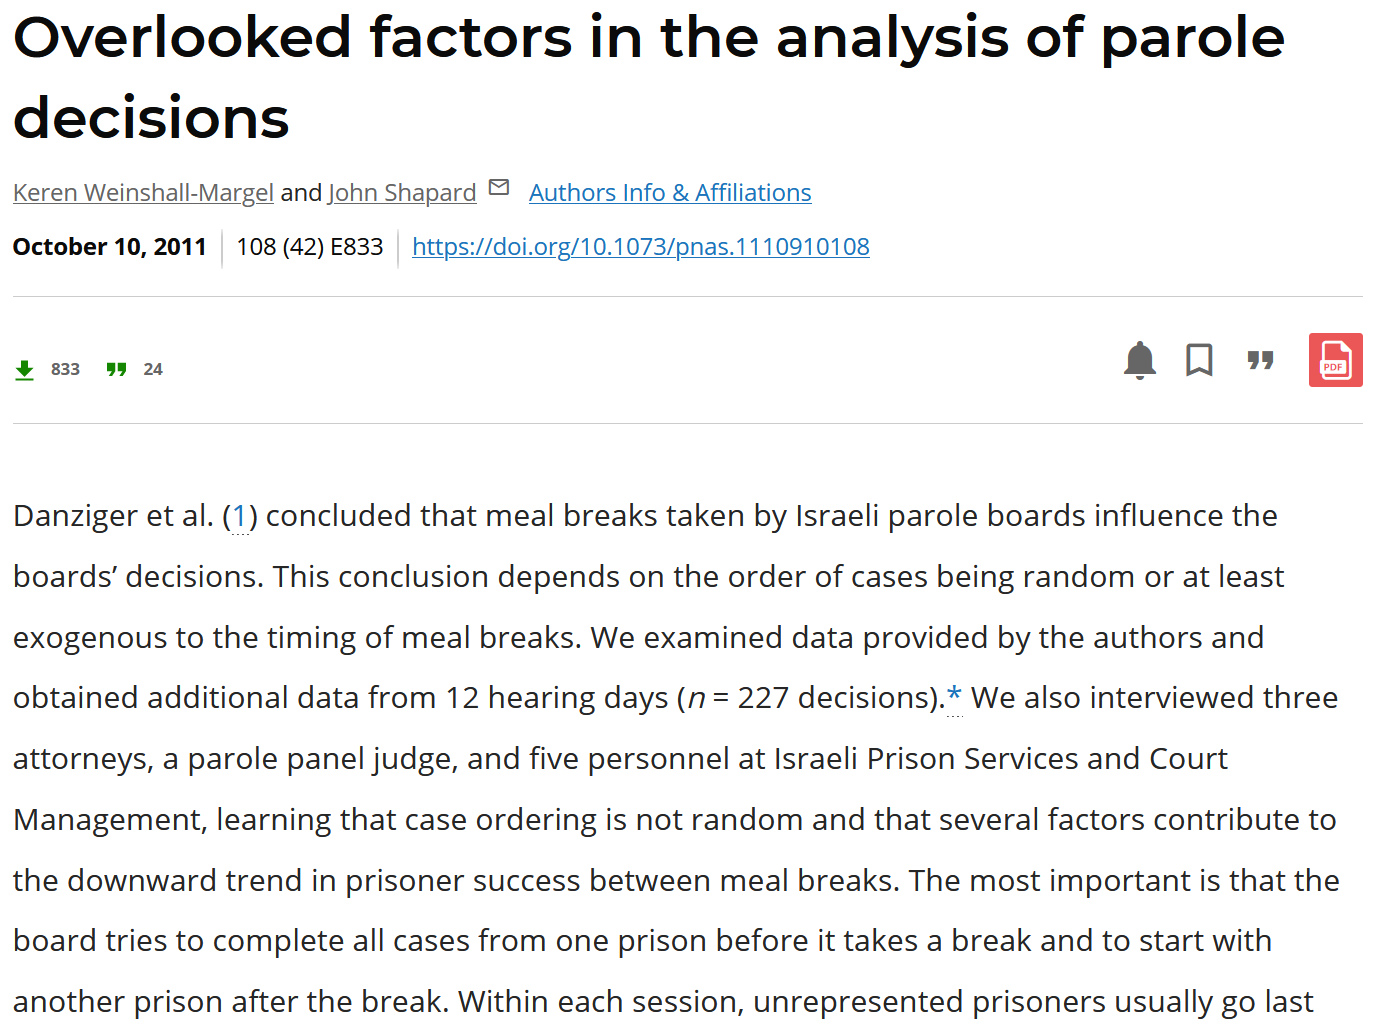 Overlooked factors in the analysis of parole
decisions
Keren Weinshall-Margel and John Shapard Authors Info & Affiliations
October 10, 2011 108 (42) E833 https://doi.org/10.1073/pnas.1110910108
833 24
PDF
Danziger et al. (1) concluded that meal breaks taken by Israeli parole boards influence the
boards’ decisions. This conclusion depends on the order of cases being random or at least
exogenous to the timing of meal breaks. We examined data provided by the authors and
obtained additional data from 12 hearing days (n = 227 decisions).* We also interviewed three
attorneys, a parole panel judge, and five personnel at Israeli Prison Services and Court
Management, learning that case ordering is not random and that several factors contribute to
the downward trend in prisoner success between meal breaks. The most important is that the
board tries to complete all cases from one prison before it takes a break and to start with
another prison after the break. Within each session, unrepresented prisoners usually go last